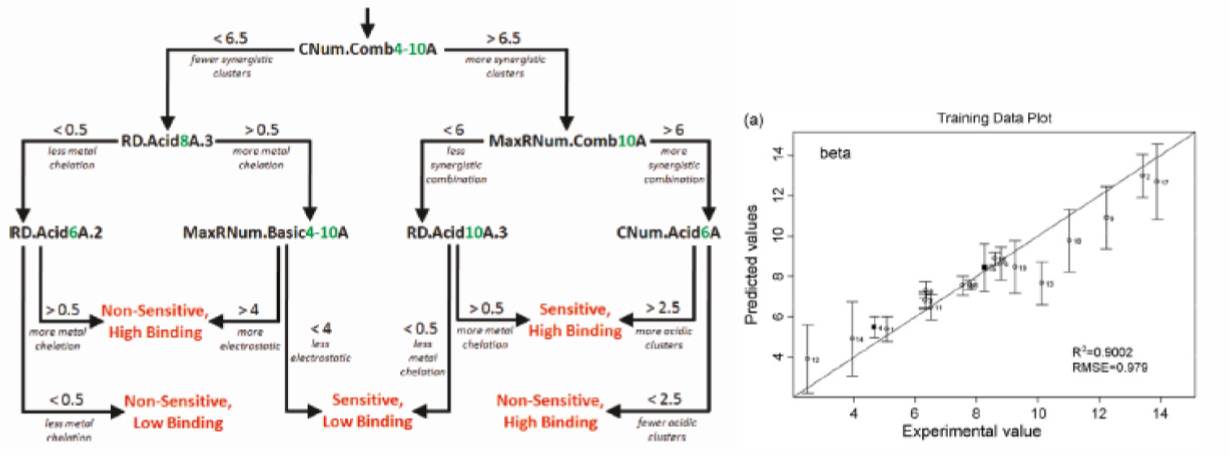 < 6.5
CNum.Comb4-10A
> 6.5
fewer synergistic
clusters
more synergistic
clusters
< 0.5
RD.Acid8A.3
> 0.5
less metal
chelation
more metal
chelation
< 6
MaxRNum.Comb10A
> 6
less
synergistic
combination
more
synergistic
combination
RD.Acid6A.2
MaxRNum.Basic4-10A
RD.Acid10A.3
CNum.Acid6A
> 0.5
more metal
chelation
Non-Sensitive,
High Binding
> 4
more
electrostatic
< 4
less
electrostatic
< 0.5
less
metal
chelation
> 0.5
more metal
chelation
Sensitive,
High Binding
> 2.5
more acidic
clusters
< 0.5
less metal
chelation
Non-Sensitive,
Low Binding
Sensitive,
Low Binding
Non-Sensitive,
High Binding
< 2.5
fewer acidic
clusters
(a)
Training Data Plot
beta
Predicted values
14
12
10
8
6
4
R²=0.9002
RMSE=0.979
4
6
8
10
12
14
Experimental value